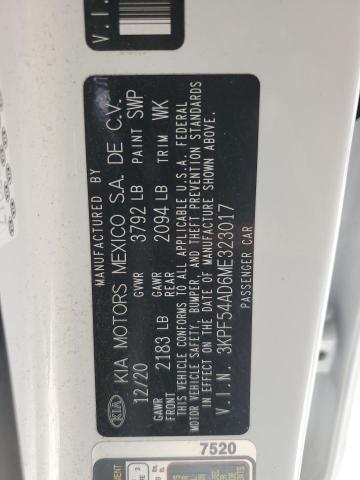 V.I.
MANUFACTURED BY
KIA KIA MOTORS MEXICO S.A. DE C.V.
12/20 GVWR 3792 LB PAINT SWP
GAWR FRONT 2183 LB GAWR REAR 2094 LB TRIM WK
THIS VEHICLE CONFORMS TO ALL APPLICABLE U.S.A. FEDERAL
MOTOR VEHICLE SAFETY, BUMPER, AND THEFT PREVENTION STANDARDS
IN EFFECT ON THE DATE OF MANUFACTURE SHOWN ABOVE.
V.I.N. 3KPF54AD6ME323017
PASSENGER CAR
7520